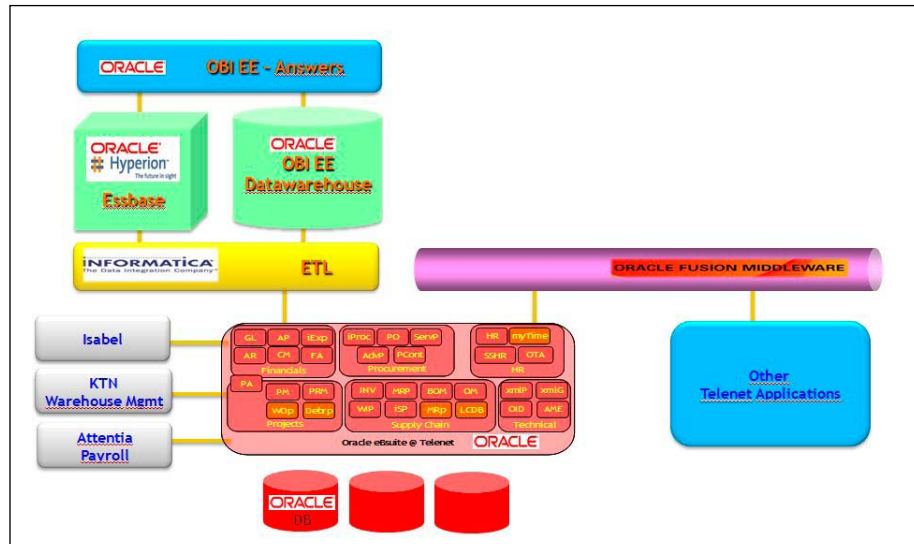 ORACLE OBI EE - Answers
ORACLE
Hyperion
The future in sight
Essbase
ORACLE
OBI EE
Datawarehouse
INFORMATICA
The Data Integration Company
ETL
ORACLE FUSION MIDDLEWARE
Isabel
KTN
Warehouse Mgmt
Attentia
Payroll
GL AP iExp
AR CM FA
Financials
iProc PO ServP
AdvP PCont
Procurement
HR myTime
SSHR OTA
HR
PA
PM PRM
WOp Debrp
Projects
INV MRP BOM OM
WIP iSP MRp LCDB
Supply Chain
xmlP xmlG
OID AME
Technical
Oracle eBsuite @ Telenet ORACLE
Other
Telenet Applications
ORACLE
DB